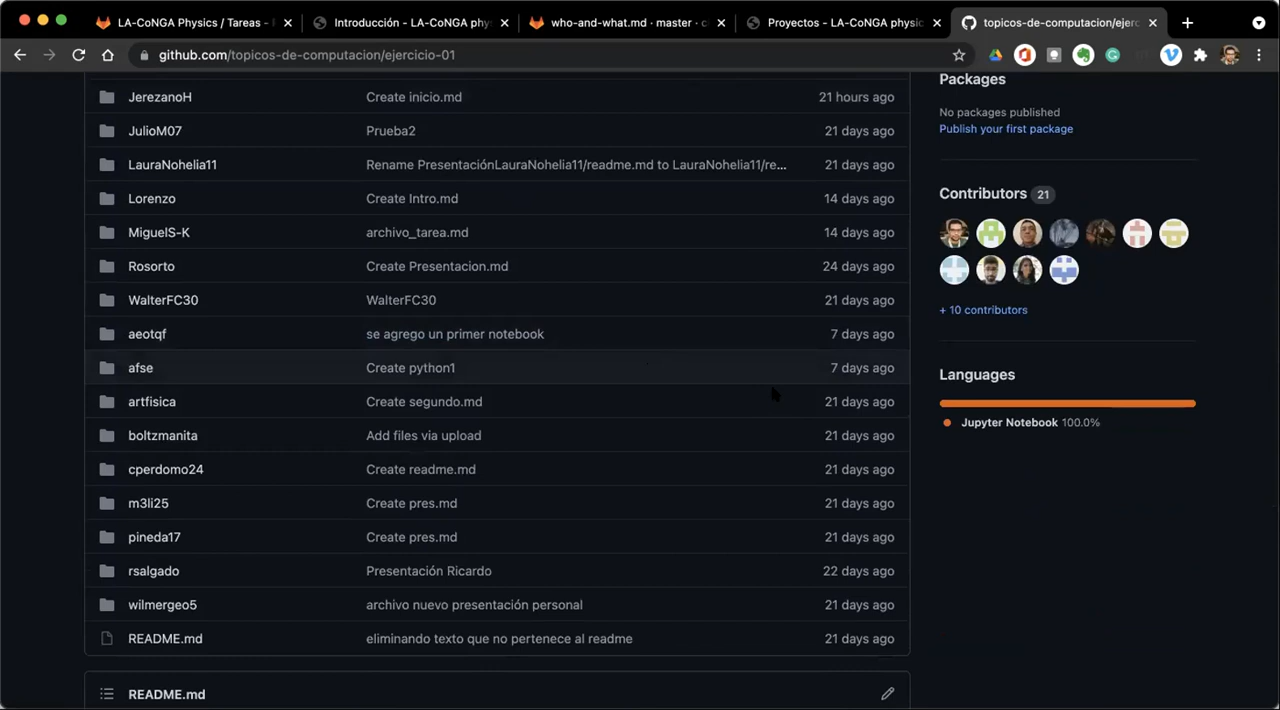 LA-CoNGA Physics / Tareas -
Introducción - LA-CoNGA phy
who-and-what.md · master ·
Proyectos - LA-CoNGA physic
topicos-de-computacion/ejer
github.com/topicos-de-computacion/ejercicio-01
JerezanoH Create inicio.md 21 hours ago
JulioM07 Prueba2 21 days ago
LauraNohelia11 Rename PresentaciónLauraNohelia11/readme.md to LauraNohelia11/re... 21 days ago
Lorenzo Create Intro.md 14 days ago
MiguelS-K archivo_tarea.md 14 days ago
Rosorto Create Presentacion.md 24 days ago
WalterFC30 WalterFC30 21 days ago
aeotqf se agrego un primer notebook 7 days ago
afse Create python1 7 days ago
artfisica Create segundo.md 21 days ago
boltzmanita Add files via upload 21 days ago
cperdomo24 Create readme.md 21 days ago
m3li25 Create pres.md 21 days ago
pineda17 Create pres.md 21 days ago
rsalgado Presentación Ricardo 22 days ago
wilmergeo5 archivo nuevo presentación personal 21 days ago
README.md eliminando texto que no pertenece al readme 21 days ago
README.md
Packages
No packages published
Publish your first package
Contributors 21
+ 10 contributors
Languages
Jupyter Notebook 100.0%